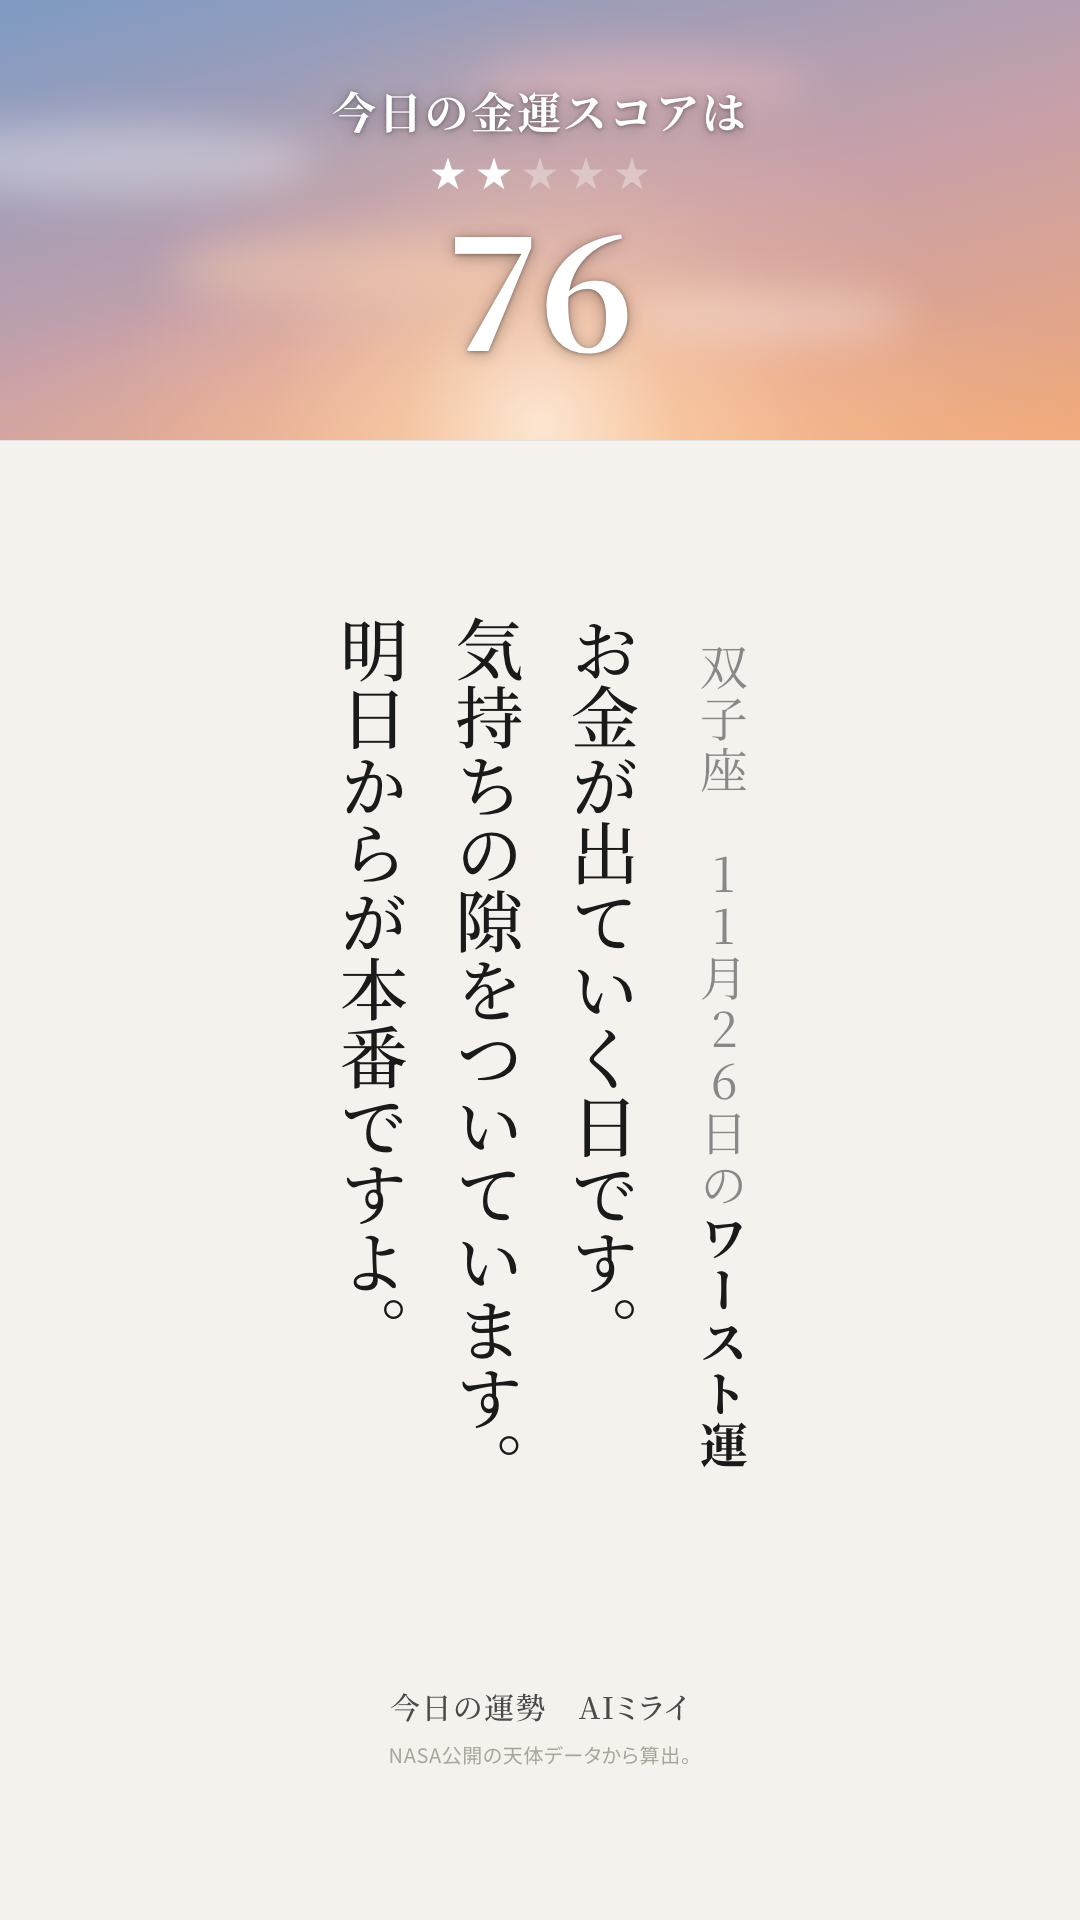 今日の金運スコアは
★★★★★
76
双子座　11月26日のワースト運
お金が出ていく日です。
気持ちの隙をついています。
明日からが本番ですよ。
今日の運勢　AIミライ
NASA公開の天体データから算出。